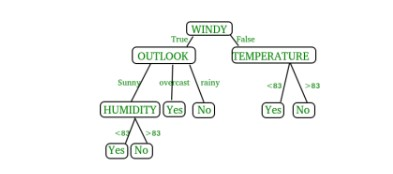 WINDY
True False
OUTLOOK TEMPERATURE
Sunny overcast rainy <83 >83
HUMIDITY Yes No Yes No
<83 >83
Yes No